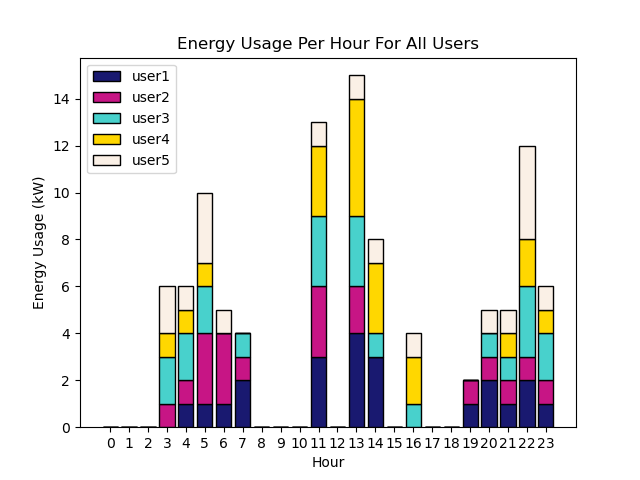 Energy Usage Per Hour For All Users
user1
user2
user3
user4
user5
Energy Usage (kW)
14
12
10
8
6
4
2
0
0 1 2 3 4 5 6 7 8 9 10 11 12 13 14 15 16 17 18 19 20 21 22 23
Hour